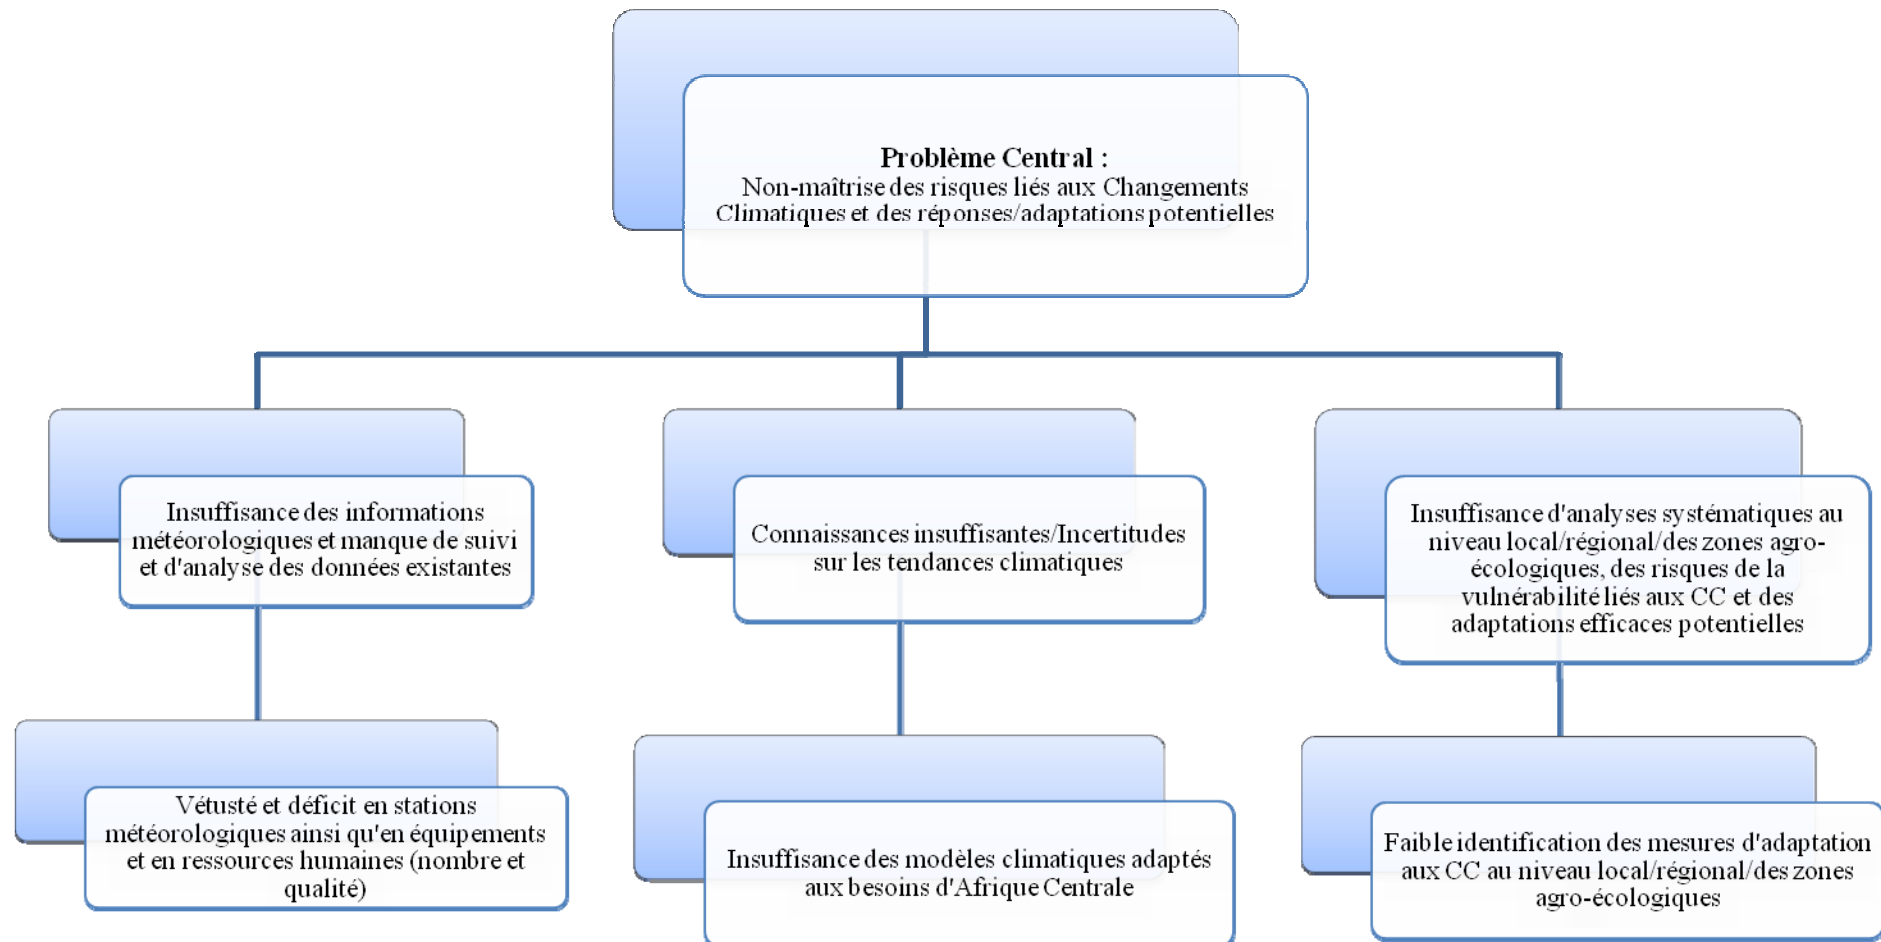 Problème Central :
Non-maîtrise des risques liés aux Changements
Climatiques et des réponses/adaptations potentielles
Insuffisance des informations
météorologiques et manque de suivi
et d'analyse des données existantes
Connaissances insuffisantes/Incertitudes
sur les tendances climatiques
Insuffisance d'analyses systématiques au
niveau local/régional/des zones agro-
écologiques, des risques de la
vulnérabilité liés aux CC et des
adaptations efficaces potentielles
Vétusté et déficit en stations
météorologiques ainsi qu'en équipements
et en ressources humaines (nombre et
qualité)
Insuffisance des modèles climatiques adaptés
aux besoins d'Afrique Centrale
Faible identification des mesures d'adaptation
aux CC au niveau local/régional/des zones
agro-écologiques